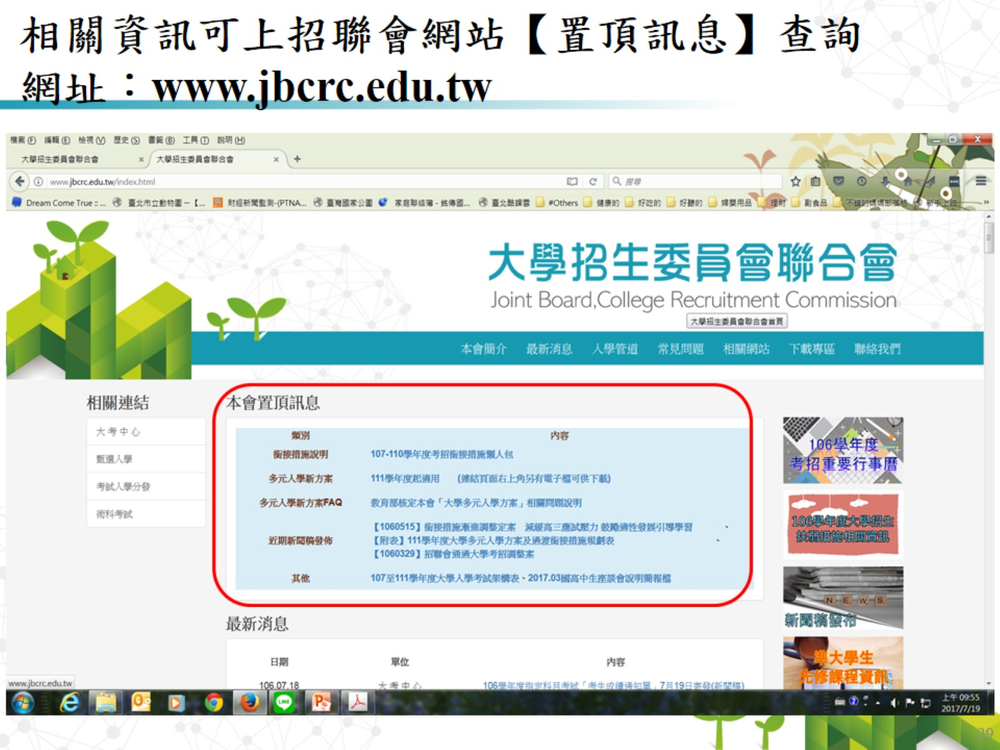 相關資訊可上招聯會網站【置頂訊息】查詢
網址：www.jbcrc.edu.tw
檔案(F) 編輯(E) 檢視(V) 歷史(S) 書籤(B) 工具(T) 說明(H)
大學招生委員會聯合會 × 大學招生委員會聯合會 × +
www.jbcrc.edu.tw/index.html
搜尋
Dream Come True :: ... 臺北市立動物園－【... 財經新聞監測-(PTNA... 臺灣國家公園 家庭聯絡簿 - 銘傳國... 臺北酷課雲 #Others 健康的 好吃的 好聽的 婦嬰用品 理財 副食品 不錯的媽媽部落格 新手上路 »
大學招生委員會聯合會
Joint Board,College Recruitment Commission
大學招生委員會聯合會首頁
本會簡介 最新消息 入學管道 常見問題 相關網站 下載專區 聯絡我們
相關連結
大考中心
甄選入學
考試入學分發
術科考試
本會置頂訊息
類別 內容
銜接措施說明 107-110學年度考招銜接措施懶人包
多元入學新方案 111學年度起適用 (連結頁面右上角另有電子檔可供下載)
多元入學新方案FAQ 教育部核定本會「大學多元入學方案」相關問題說明
近期新聞稿發佈
【1060515】銜接措施漸進調整定案 減緩高三應試壓力 鼓勵適性發展引導學習 、
【附表】111學年度大學多元入學方案及過渡銜接措施規劃表 、
【1060329】招聯會通過大學考招調整案
其他 107至111學年度大學入學考試架構表、2017.03國高中生座談會說明簡報檔
106學年度
考招重要行事曆
106學年度大學招生
扶弱措施相關資訊
N E W S
新聞稿發布
準大學生
先修課程資訊
最新消息
日期 單位 內容
106.07.18 大考中心 106學年度指定科目考試「考生成績通知單」7月19日寄發(新聞稿)
www.jbcrc.edu.tw
LINE
上午 09:55
2017/7/19
29